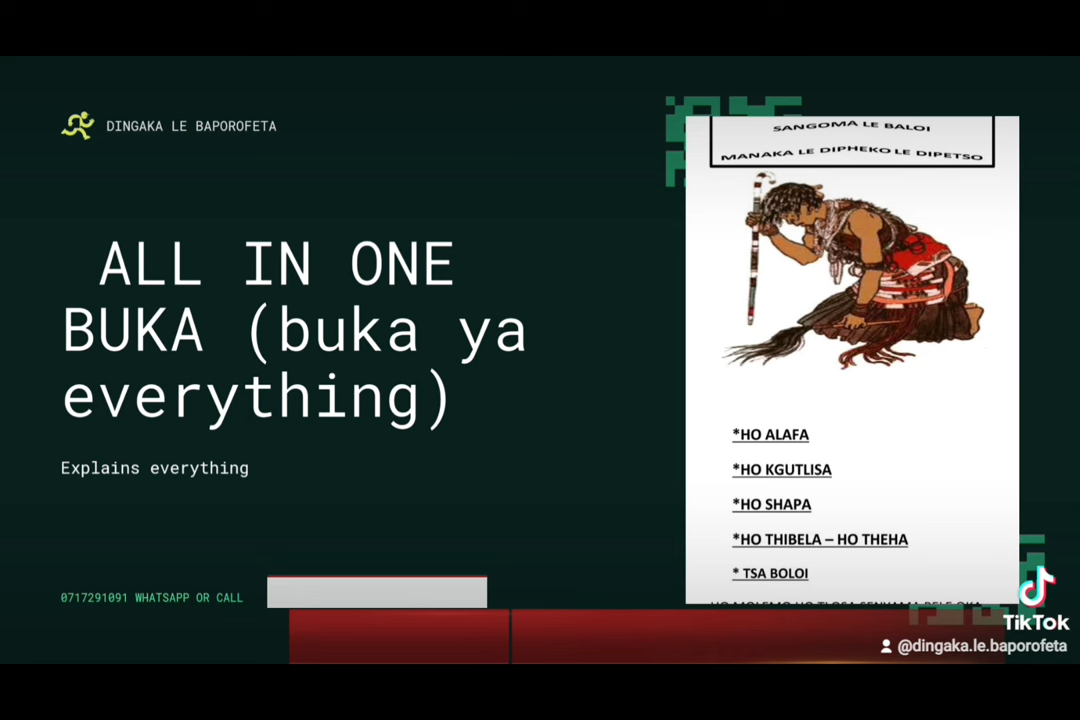 DINGAKA LE BAPOROFETA
ALL IN ONE
BUKA (buka ya
everything)
Explains everything
0717291091 WHATSAPP OR CALL
SANGOMA LE BALOI
MANAKA LE DIPHEKO LE DIPETSO
*HO ALAFA
*HO KGUTLISA
*HO SHAPA
*HO THIBELA – HO THEHA
* TSA BOLOI
TikTok
@dingaka.le.baporofeta